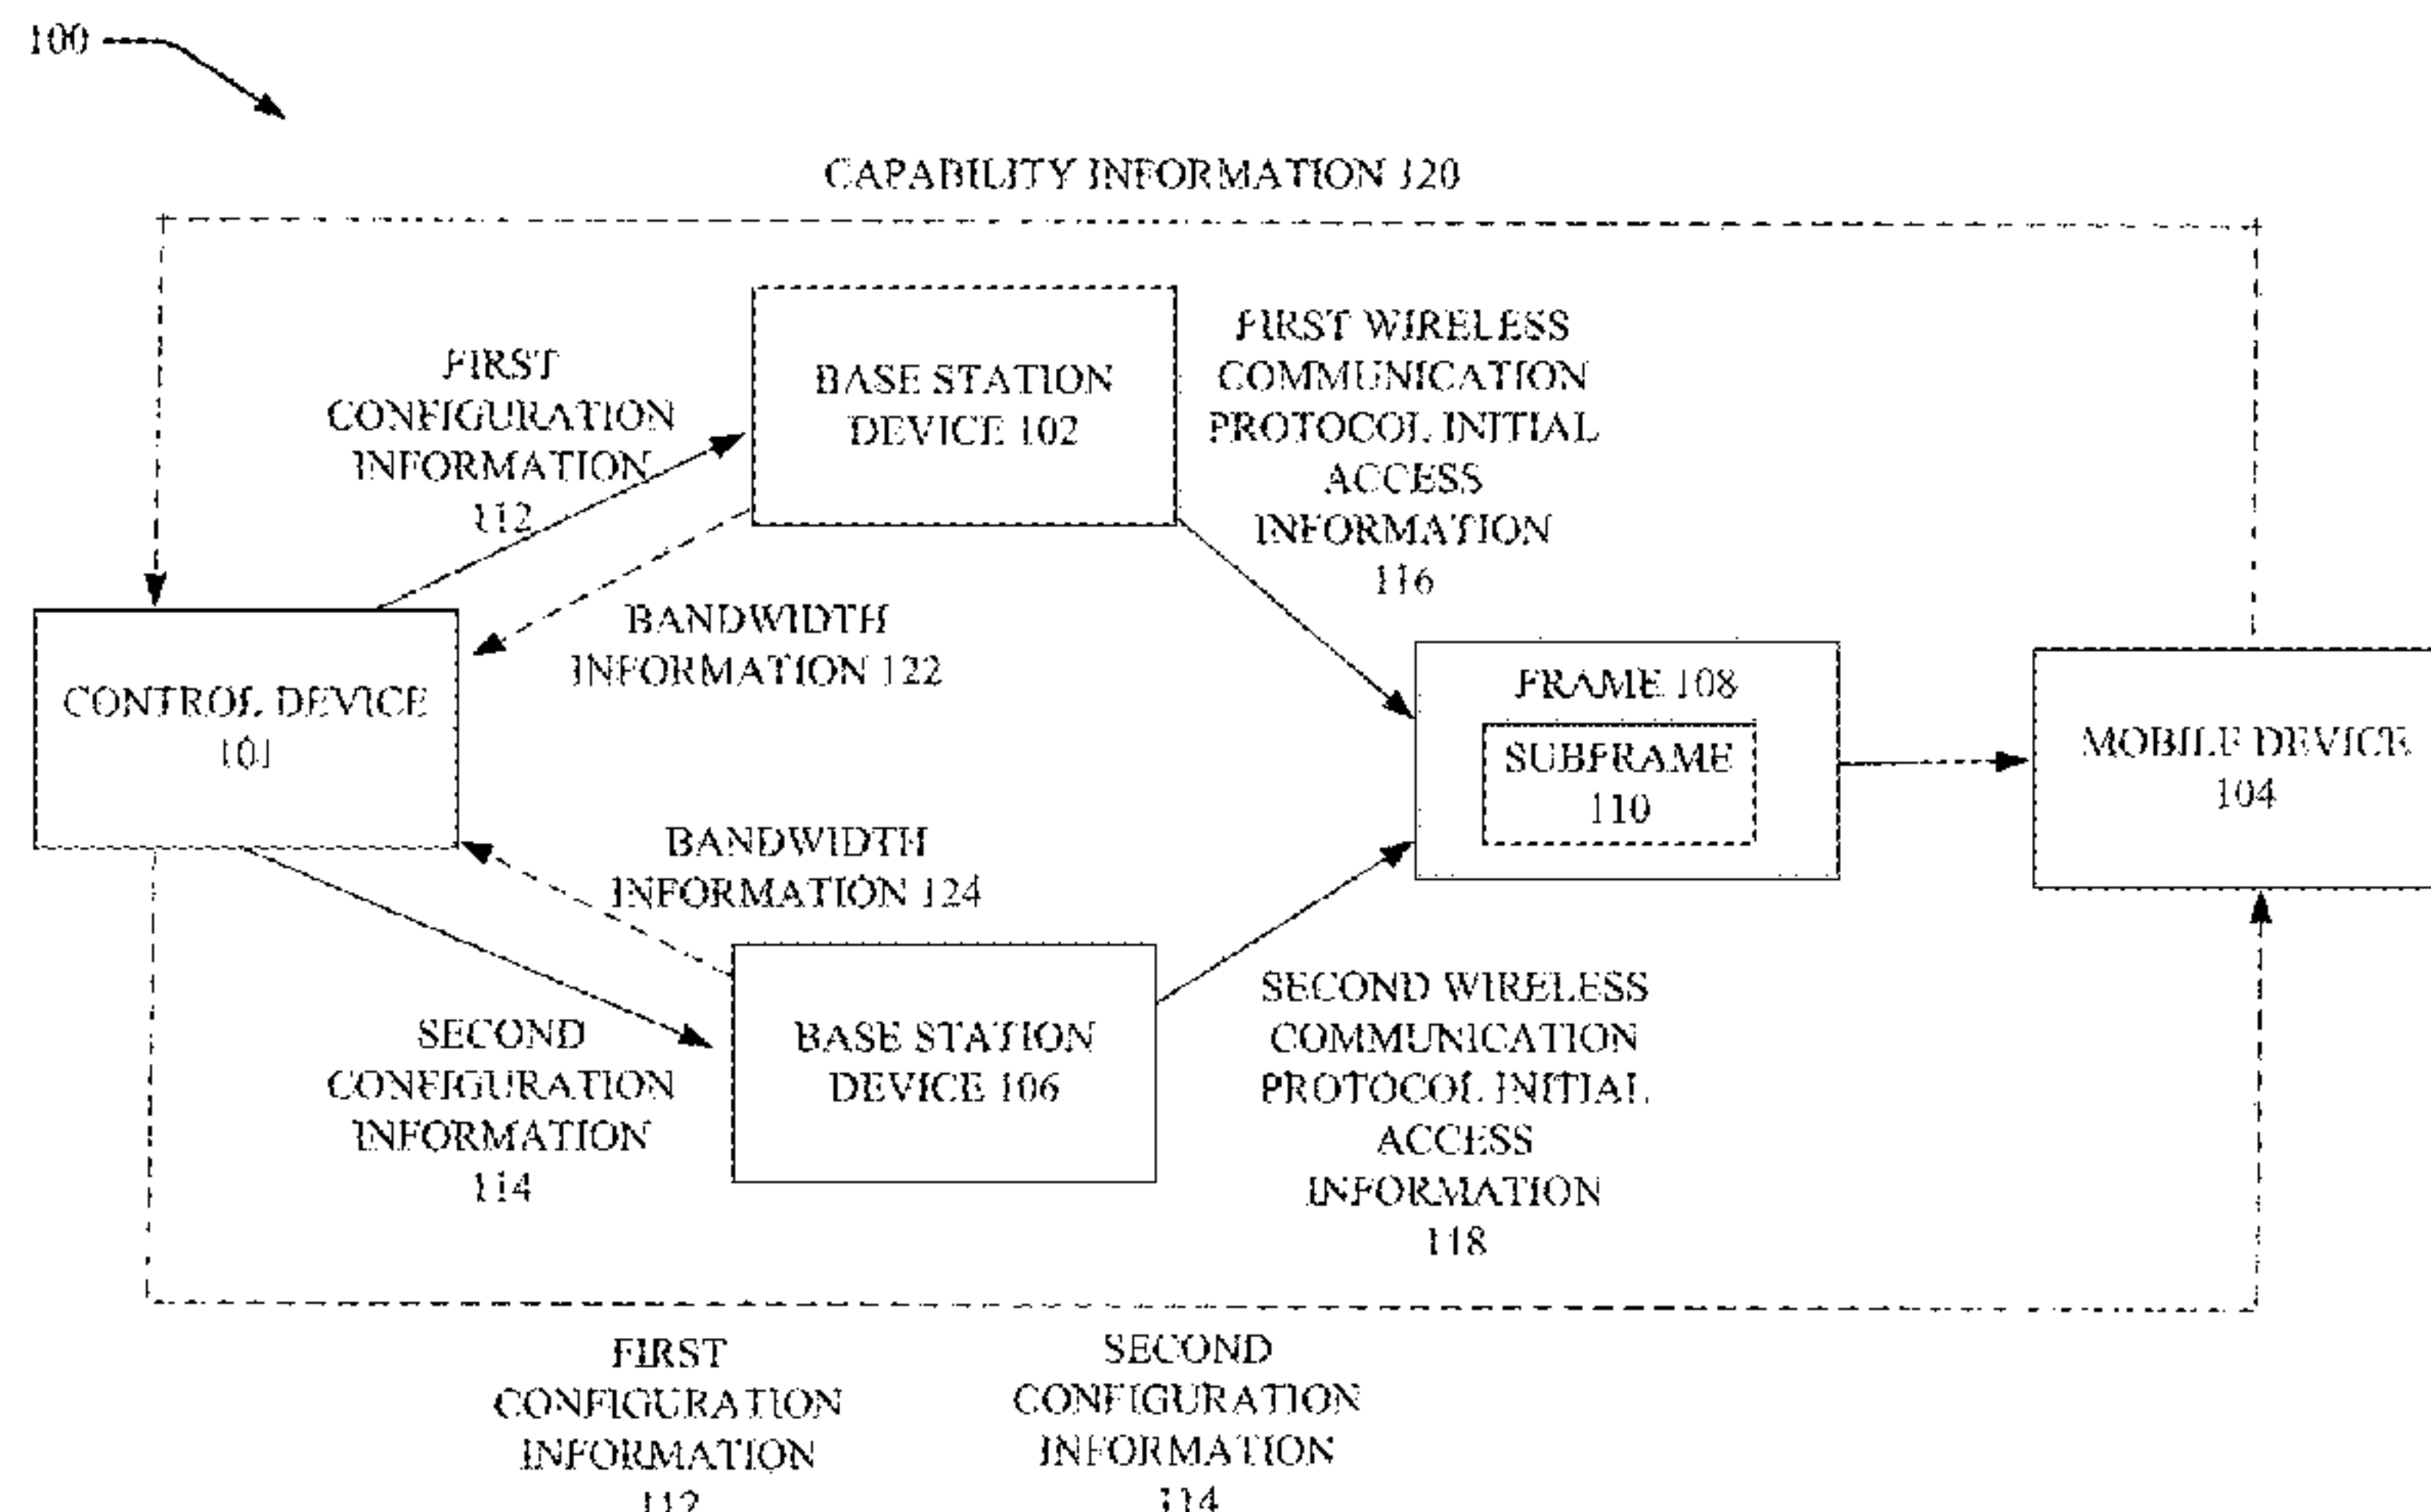 100
CAPABILITY INFORMATION 120
FIRST
CONFIGURATION
INFORMATION
112
BASE STATION
DEVICE 102
FIRST WIRELESS
COMMUNICATION
PROTOCOL INITIAL
ACCESS
INFORMATION
116
BANDWIDTH
INFORMATION 122
CONTROL DEVICE
101
FRAME 108
SUBFRAME
110
MOBILE DEVICE
104
BANDWIDTH
INFORMATION 124
SECOND
CONFIGURATION
INFORMATION
114
BASE STATION
DEVICE 106
SECOND WIRELESS
COMMUNICATION
PROTOCOL INITIAL
ACCESS
INFORMATION
118
FIRST
CONFIGURATION
INFORMATION
112
SECOND
CONFIGURATION
INFORMATION
114